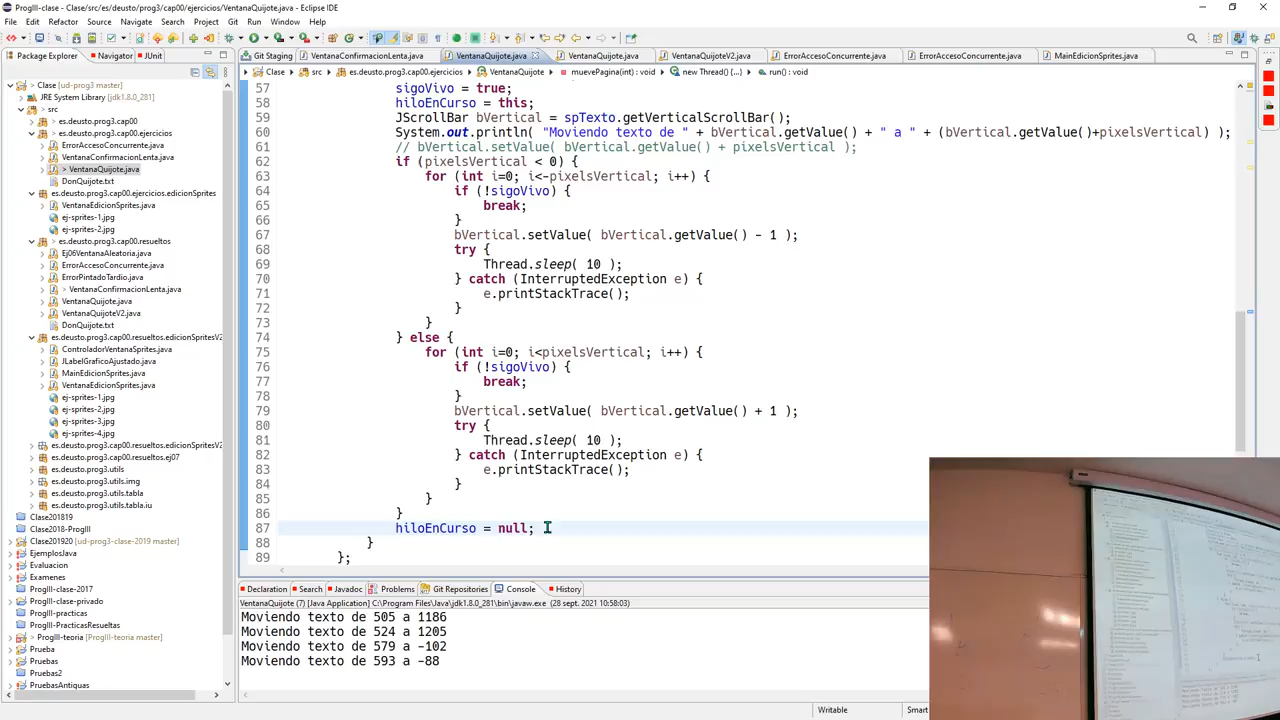 ProgIII-clase - Clase/src/es/deusto/prog3/cap00/ejercicios/VentanaQuijote.java - Eclipse IDE
File Edit Refactor Source Navigate Search Project Git Run Window Help
Package Explorer Navigator JUnit
Git Staging VentanaConfirmacionLenta.java VentanaQuijote.java VentanaQuijote.java VentanaQuijoteV2.java ErrorAccesoConcurrente.java ErrorAccesoConcurrente.java MainEdicionSprites.java
Clase src es.deusto.prog3.cap00.ejercicios VentanaQuijote muevePagina(int) : void new Thread() {...} run() : void
Clase [ud-prog3 master]
JRE System Library [jdk1.8.0_281]
src
> es.deusto.prog3.cap00
> es.deusto.prog3.cap00.ejercicios
ErrorAccesoConcurrente.java
VentanaConfirmacionLenta.java
> VentanaQuijote.java
DonQuijote.txt
es.deusto.prog3.cap00.ejercicios.edicionSprites
VentanaEdicionSprites.java
ej-sprites-1.jpg
ej-sprites-2.jpg
> es.deusto.prog3.cap00.resueltos
Ej06VentanaAleatoria.java
ErrorAccesoConcurrente.java
ErrorPintadoTardio.java
> VentanaConfirmacionLenta.java
VentanaQuijote.java
VentanaQuijoteV2.java
DonQuijote.txt
es.deusto.prog3.cap00.resueltos.edicionSpritesV2
ControladorVentanaSprites.java
JLabelGraficoAjustado.java
MainEdicionSprites.java
VentanaEdicionSprites.java
ej-sprites-1.jpg
ej-sprites-2.jpg
ej-sprites-3.jpg
ej-sprites-4.jpg
es.deusto.prog3.cap00.resueltos.edicionSpritesV2
es.deusto.prog3.cap00.resueltos.ej07
es.deusto.prog3.utils
es.deusto.prog3.utils.img
es.deusto.prog3.utils.tabla
es.deusto.prog3.utils.tabla.iu
Clase201819
Clase2018-ProgIII
Clase201920 [ud-prog3-clase-2019 master]
EjemplosJava
Evaluacion
Examenes
ProgIII-clase-2017
ProgIII-clase-privado
ProgIII-practicas
ProgIII-PracticasResueltas
> ProgIII-teoria [ProgIII-teoria master]
Prueba
Pruebas
Pruebas2
PruebasAntiguas
57 sigoVivo = true;
58 hiloEnCurso = this;
59 JScrollBar bVertical = spTexto.getVerticalScrollBar();
60 System.out.println( "Moviendo texto de " + bVertical.getValue() + " a " + (bVertical.getValue()+pixelsVertical) );
61 // bVertical.setValue( bVertical.getValue() + pixelsVertical );
62 if (pixelsVertical < 0) {
63 for (int i=0; i<-pixelsVertical; i++) {
64 if (!sigoVivo) {
65 break;
66 }
67 bVertical.setValue( bVertical.getValue() - 1 );
68 try {
69 Thread.sleep( 10 );
70 } catch (InterruptedException e) {
71 e.printStackTrace();
72 }
73 }
74 } else {
75 for (int i=0; i<pixelsVertical; i++) {
76 if (!sigoVivo) {
77 break;
78 }
79 bVertical.setValue( bVertical.getValue() + 1 );
80 try {
81 Thread.sleep( 10 );
82 } catch (InterruptedException e) {
83 e.printStackTrace();
84 }
85 }
86 }
87 hiloEnCurso = null;
88 }
89 };
Declaration Search Javadoc Problems Git Repositories Console History
VentanaQuijote (7) [Java Application] C:\Program Files\Java\jdk1.8.0_281\bin\javaw.exe (28 sept. 2021 10:58:03)
Moviendo texto de 505 a 1186
Moviendo texto de 524 a 1205
Moviendo texto de 579 a -102
Moviendo texto de 593 a -88
Writable Smart